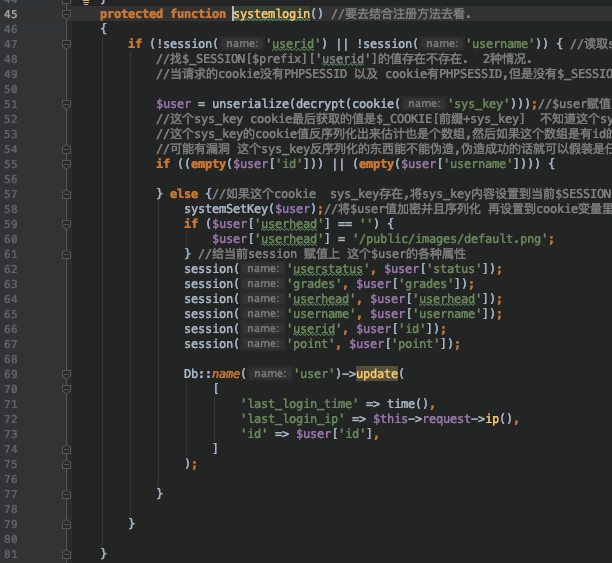 45 protected function systemlogin() //要去结合注册方法去看.
46 {
47 if (!session( name: 'userid') || !session( name: 'username')) { //读取s
48 //找$_SESSION[$prefix]['userid']的值存在不存在. 2种情况.
49 //当请求的cookie没有PHPSESSID 以及 cookie有PHPSESSID,但是没有$_SESSION
50
51 $user = unserialize(decrypt(cookie( name: 'sys_key')));//$user赋值
52 //这个sys_key cookie最后获取的值是$_COOKIE[前缀+sys_key] 不知道这个sy
53 //这个sys_key的cookie值反序列化出来估计也是个数组,然后如果这个数组是有id的
54 //可能有漏洞 这个sys_key反序列化的东西能不能伪造,伪造成功的话就可以假装是任
55 if ((empty($user['id'])) || (empty($user['username']))) {
56
57 } else {//如果这个cookie sys_key存在,将sys_key内容设置到当前$SESSION
58 systemSetKey($user);//将$user值加密并且序列化 再设置到cookie变量里
59 if ($user['userhead'] == '') {
60 $user['userhead'] = '/public/images/default.png';
61 } //给当前session 赋值上 这个$user的各种属性
62 session( name: 'userstatus', $user['status']);
63 session( name: 'grades', $user['grades']);
64 session( name: 'userhead', $user['userhead']);
65 session( name: 'username', $user['username']);
66 session( name: 'userid', $user['id']);
67 session( name: 'point', $user['point']);
68
69 Db::name( name: 'user')->update(
70 [
71 'last_login_time' => time(),
72 'last_login_ip' => $this->request->ip(),
73 'id' => $user['id'],
74 ]
75 );
76
77 }
78
79 }
80
81 }